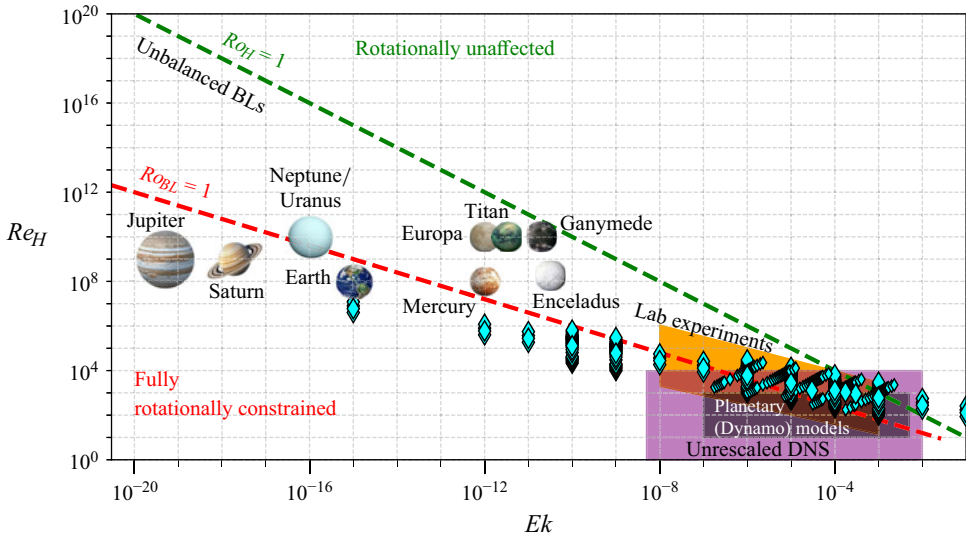 10^20
10^16
10^12
10^8
10^4
10^0
Re_H
Ro_H = 1
Unbalanced BLs
Rotationally unaffected
Ro_BL = 1
Jupiter
Saturn
Neptune/
Uranus
Earth
Titan
Europa
Ganymede
Mercury
Enceladus
Lab experiments
Fully
rotationally constrained
Planetary
(Dynamo) models
Unrescaled DNS
10^−20
10^−16
10^−12
10^−8
10^−4
Ek